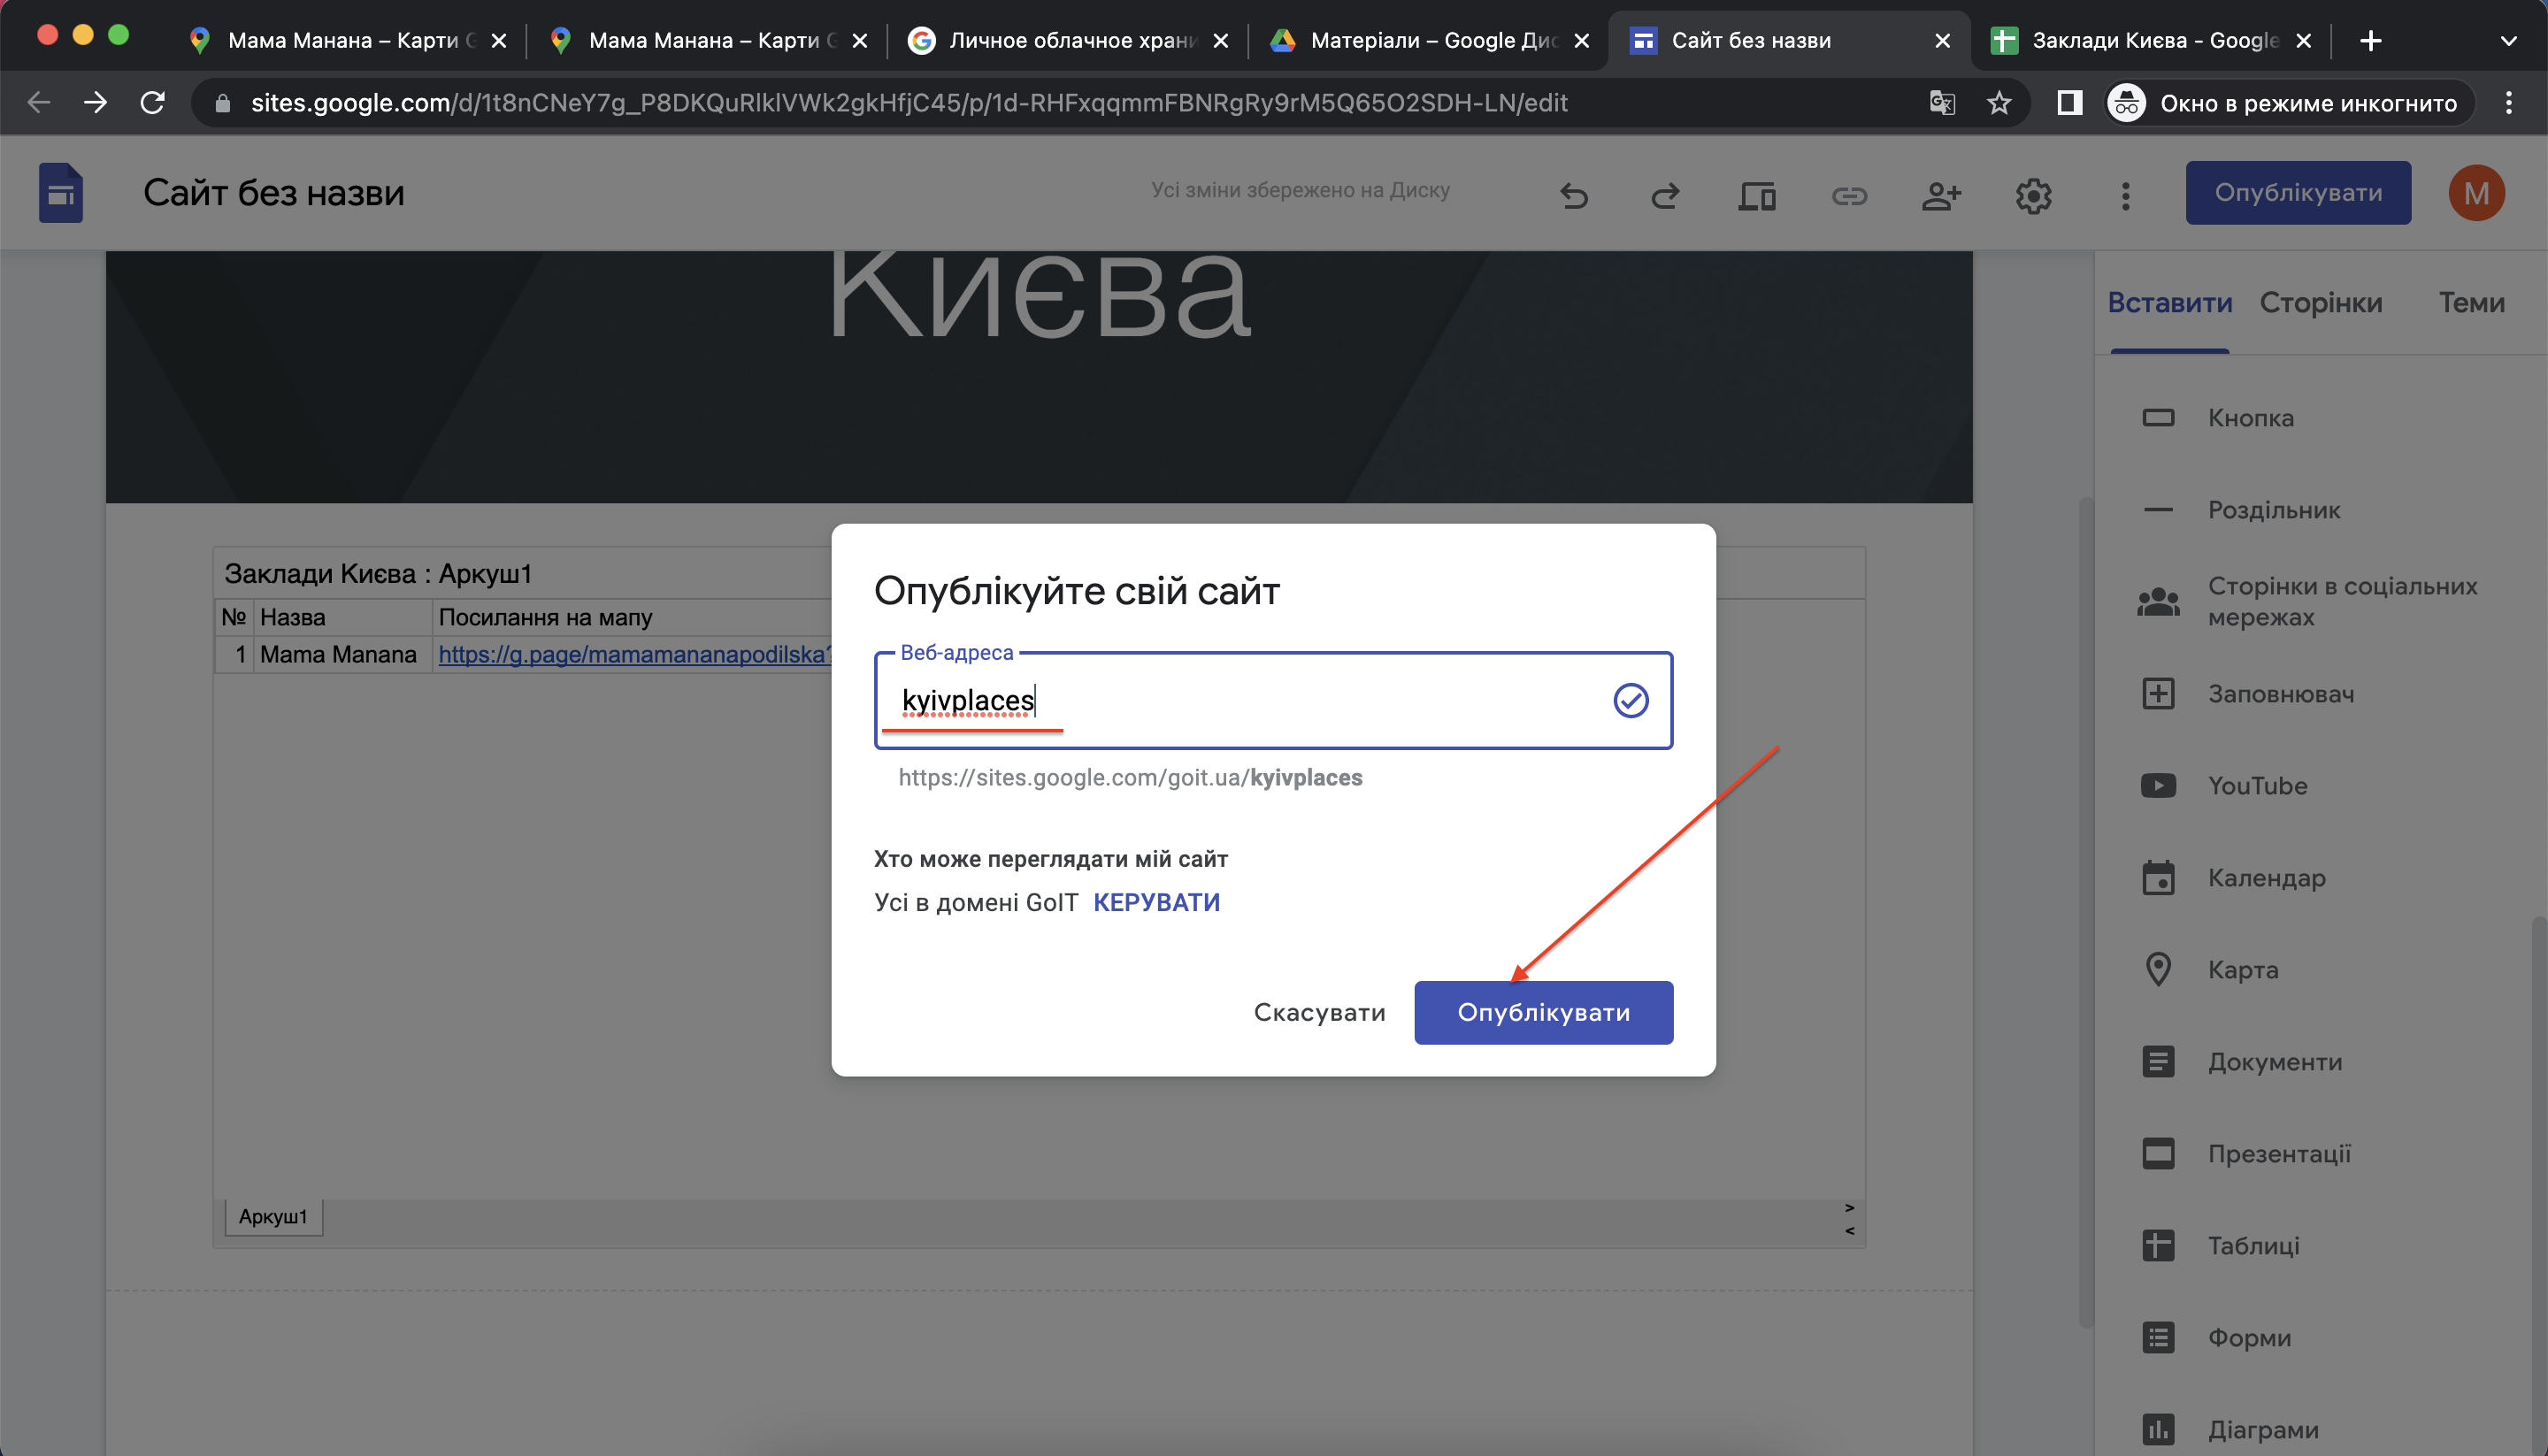 Мама Манана – Карти G
Мама Манана – Карти G
Личное облачное храни
Матеріали – Google Дис
Сайт без назви
Заклади Києва - Google
sites.google.com/d/1t8nCNeY7g_P8DKQuRlklVWk2gkHfjC45/p/1d-RHFxqqmmFBNRgRy9rM5Q65O2SDH-LN/edit
Окно в режиме инкогнито
Сайт без назви
Усі зміни збережено на Диску
Опублікувати
М
Києва
Вставити
Сторінки
Теми
Кнопка
Роздільник
Сторінки в соціальних
мережах
Заповнювач
YouTube
Календар
Карта
Документи
Презентації
Таблиці
Форми
Діаграми
Заклади Києва : Аркуш1
№ Назва Посилання на мапу
1 Mama Manana https://g.page/mamamananapodilska?
Аркуш1
>
<
Опублікуйте свій сайт
Веб-адреса
kyivplaces
https://sites.google.com/goit.ua/kyivplaces
Хто може переглядати мій сайт
Усі в домені GoIT КЕРУВАТИ
Скасувати
Опублікувати